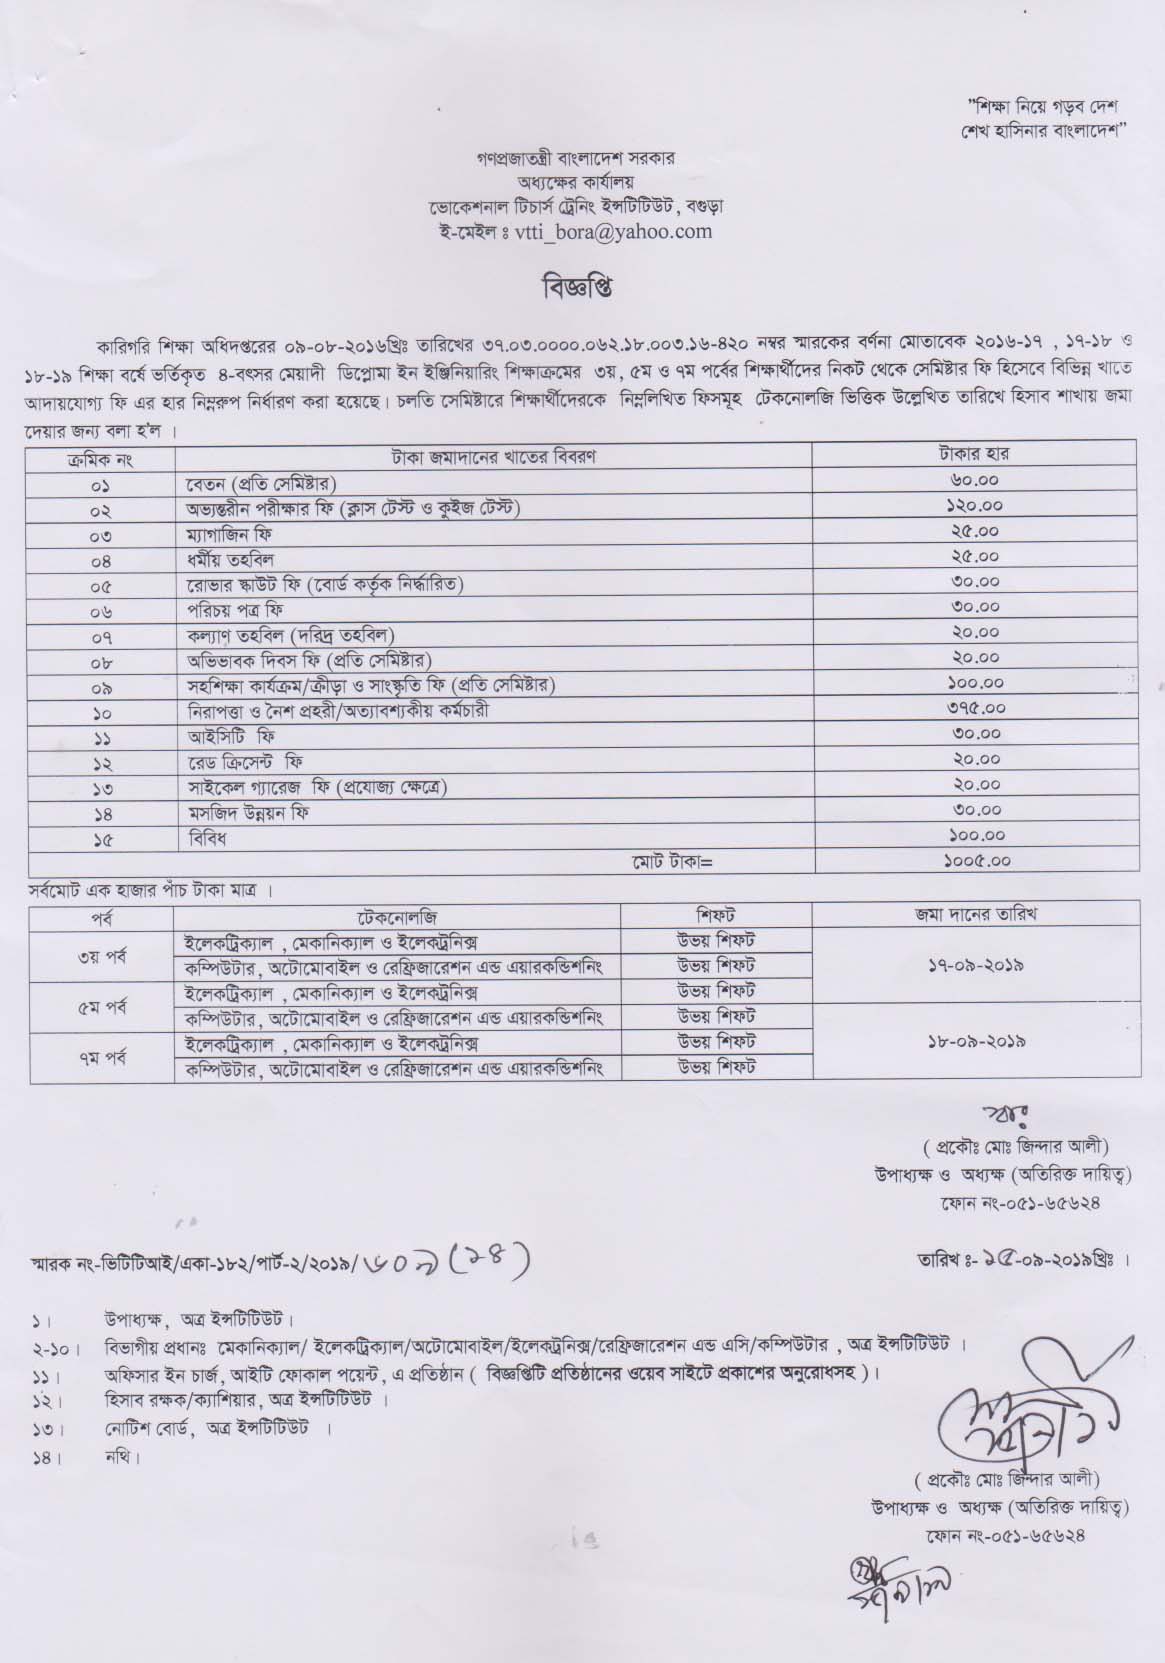 ”শিক্ষা নিয়ে গড়ব দেশ
শেখ হাসিনার বাংলাদেশ”
গণপ্রজাতন্ত্রী বাংলাদেশ সরকার
অধ্যক্ষের কার্যালয়
ভোকেশনাল টিচার্স ট্রেনিং ইন্সটিটিউট, বগুড়া
ই-মেইল ঃ vtti_bora@yahoo.com
বিজ্ঞপ্তি
কারিগরি শিক্ষা অধিদপ্তরের ০৯-০৮-২০১৬খ্রিঃ তারিখের ৩৭.০৩.০০০০.০৬২.১৮.০০৩.১৬-৪২০ নম্বর স্মারকের বর্ণনা মোতাবেক ২০১৬-১৭ , ১৭-১৮ ও
১৮-১৯ শিক্ষা বর্ষে ভর্তিকৃত ৪-বৎসর মেয়াদী ডিপ্লোমা ইন ইঞ্জিনিয়ারিং শিক্ষাক্রমের ৩য়, ৫ম ও ৭ম পর্বের শিক্ষার্থীদের নিকট থেকে সেমিষ্টার ফি হিসেবে বিভিন্ন খাতে
আদায়যোগ্য ফি এর হার নিম্নরুপ নির্ধারণ করা হয়েছে। চলতি সেমিষ্টারে শিক্ষার্থীদেরকে নিম্নলিখিত ফিসমূহ টেকনোলজি ভিত্তিক উল্লেখিত তারিখে হিসাব শাখায় জমা
দেয়ার জন্য বলা হ'ল ।
ক্রমিক নং টাকা জমাদানের খাতের বিবরণ টাকার হার
০১ বেতন (প্রতি সেমিষ্টার) ৬০.০০
০২ অভ্যন্তরীন পরীক্ষার ফি (ক্লাস টেস্ট ও কুইজ টেস্ট) ১২০.০০
০৩ ম্যাগাজিন ফি ২৫.০০
০৪ ধর্মীয় তহবিল ২৫.০০
০৫ রোভার স্কাউট ফি (বোর্ড কর্তৃক নির্দ্ধারিত) ৩০.০০
০৬ পরিচয় পত্র ফি ৩০.০০
০৭ কল্যাণ তহবিল (দরিদ্র তহবিল) ২০.০০
০৮ অভিভাবক দিবস ফি (প্রতি সেমিষ্টার) ২০.০০
০৯ সহশিক্ষা কার্যক্রম/ক্রীড়া ও সাংস্কৃতি ফি (প্রতি সেমিষ্টার) ১০০.০০
১০ নিরাপত্তা ও নৈশ প্রহরী/অত্যাবশ্যকীয় কর্মচারী ৩৭৫.০০
১১ আইসিটি ফি ৩০.০০
১২ রেড ক্রিসেন্ট ফি ২০.০০
১৩ সাইকেল গ্যারেজ ফি (প্রযোজ্য ক্ষেত্রে) ২০.০০
১৪ মসজিদ উন্নয়ন ফি ৩০.০০
১৫ বিবিধ ১০০.০০
মোট টাকা= ১০০৫.০০
সর্বমোট এক হাজার পাঁচ টাকা মাত্র ।
পর্ব টেকনোলজি শিফট জমা দানের তারিখ
৩য় পর্ব ইলেকট্রিক্যাল , মেকানিক্যাল ও ইলেকট্রনিক্স উভয় শিফট ১৭-০৯-২০১৯
কম্পিউটার, অটোমোবাইল ও রেফ্রিজারেশন এন্ড এয়ারকন্ডিশনিং উভয় শিফট
৫ম পর্ব ইলেকট্রিক্যাল , মেকানিক্যাল ও ইলেকট্রনিক্স উভয় শিফট
কম্পিউটার, অটোমোবাইল ও রেফ্রিজারেশন এন্ড এয়ারকন্ডিশনিং উভয় শিফট ১৮-০৯-২০১৯
৭ম পর্ব ইলেকট্রিক্যাল , মেকানিক্যাল ও ইলেকট্রনিক্স উভয় শিফট
কম্পিউটার, অটোমোবাইল ও রেফ্রিজারেশন এন্ড এয়ারকন্ডিশনিং উভয় শিফট
( প্রকৌঃ মোঃ জিন্দার আলী)
উপাধ্যক্ষ ও অধ্যক্ষ (অতিরিক্ত দায়িত্ব)
ফোন নং-০৫১-৬৫৬২৪
স্মারক নং-ভিটিটিআই/একা-১৮২/পার্ট-২/২০১৯/ ৬০৯(১৪) তারিখ ঃ- ১৫-০৯-২০১৯খ্রিঃ ।
১। উপাধ্যক্ষ, অত্র ইন্সটিটিউট।
২-১০। বিভাগীয় প্রধানঃ মেকানিক্যাল/ ইলেকট্রিক্যাল/অটোমোবাইল/ইলেকট্রনিক্স/রেফ্রিজারেশন এন্ড এসি/কম্পিউটার , অত্র ইন্সটিটিউট ।
১১। অফিসার ইন চার্জ, আইটি ফোকাল পয়েন্ট, এ প্রতিষ্ঠান ( বিজ্ঞপ্তিটি প্রতিষ্ঠানের ওয়েব সাইটে প্রকাশের অনুরোধসহ )।
১২। হিসাব রক্ষক/ক্যাশিয়ার, অত্র ইন্সটিটিউট ।
১৩। নোটিশ বোর্ড, অত্র ইন্সটিটিউট ।
১৪। নথি।
( প্রকৌঃ মোঃ জিন্দার আলী)
উপাধ্যক্ষ ও অধ্যক্ষ (অতিরিক্ত দায়িত্ব)
ফোন নং-০৫১-৬৫৬২৪